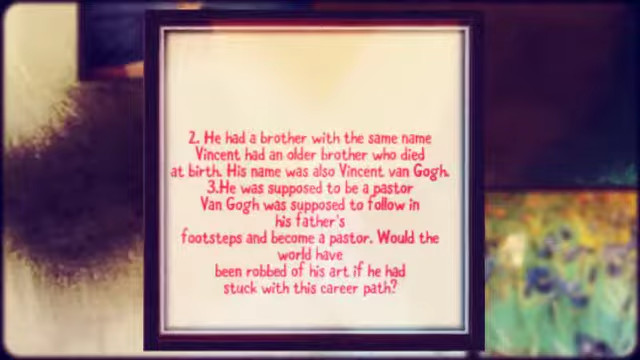 2. He had a brother with the same name
Vincent had an older brother who died
at birth. His name was also Vincent van Gogh.
3.He was supposed to be a pastor
Van Gogh was supposed to follow in
his father's
footsteps and become a pastor. Would the
world have
been robbed of his art if he had
stuck with this career path?